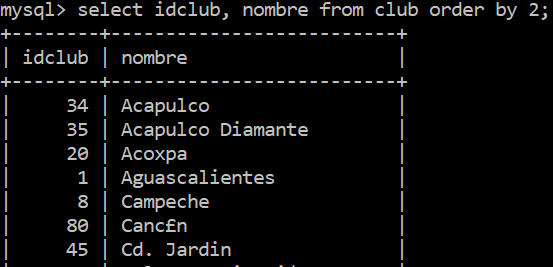 mysql> select idclub, nombre from club order by 2;
+--------+--------------------------+
| idclub | nombre                   |
+--------+--------------------------+
|     34 | Acapulco                 |
|     35 | Acapulco Diamante        |
|     20 | Acoxpa                   |
|      1 | Aguascalientes           |
|      8 | Campeche                 |
|     80 | Canc£n                   |
|     45 | Cd. Jardin               |